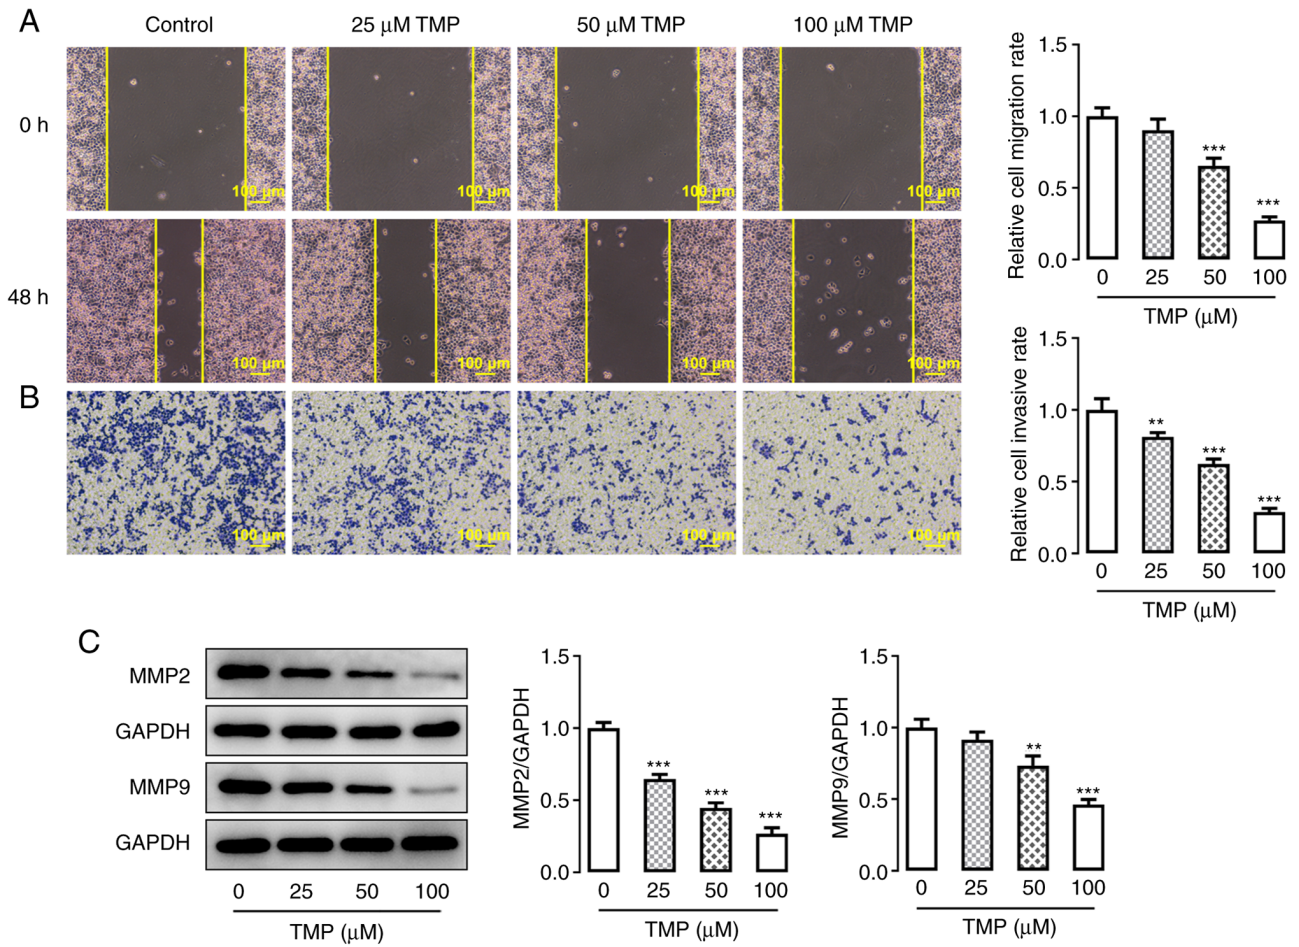 A
Control
25 μM TMP
50 μM TMP
100 μM TMP
0 h
100 μm
100 μm
100 μm
100 μm
48 h
100 μm
100 μm
100 μm
100 μm
B
100 μm
100 μm
100 μm
100 μm
Relative cell migration rate
1.5
1.0
0.5
0.0
***
***
0
25
50
100
TMP (μM)
Relative cell invasive rate
1.5
1.0
0.5
0.0
**
***
***
0
25
50
100
TMP (μM)
C
MMP2
GAPDH
MMP9
GAPDH
0
25
50
100
TMP (μM)
MMP2/GAPDH
1.5
1.0
0.5
0.0
***
***
***
0
25
50
100
TMP (μM)
MMP9/GAPDH
1.5
1.0
0.5
0.0
**
***
0
25
50
100
TMP (μM)